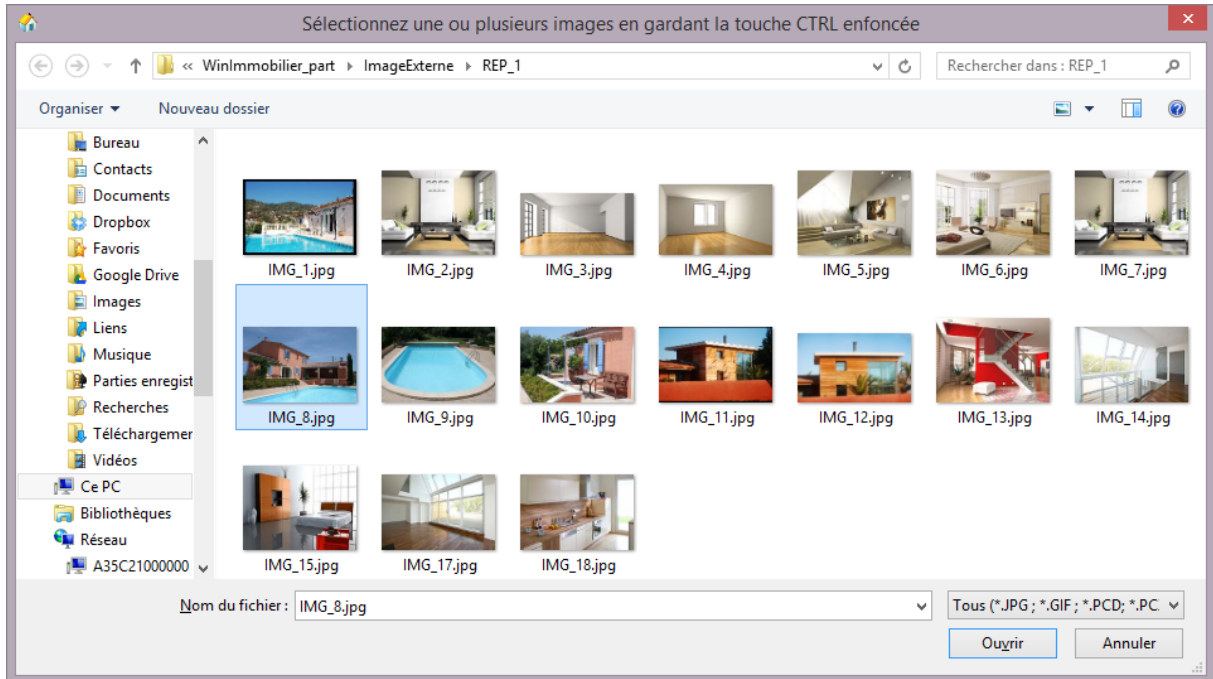 Sélectionnez une ou plusieurs images en gardant la touche CTRL enfoncée
« WinImmobilier_part ImageExterne REP_1
Rechercher dans : REP_1
Organiser Nouveau dossier
Bureau
Contacts
Documents
Dropbox
Favoris
Google Drive
Images
Liens
Musique
Parties enregist
Recherches
Téléchargemer
Vidéos
Ce PC
Bibliothèques
Réseau
A35C21000000
IMG_1.jpg IMG_2.jpg IMG_3.jpg IMG_4.jpg IMG_5.jpg IMG_6.jpg IMG_7.jpg
IMG_8.jpg IMG_9.jpg IMG_10.jpg IMG_11.jpg IMG_12.jpg IMG_13.jpg IMG_14.jpg
IMG_15.jpg IMG_17.jpg IMG_18.jpg
Nom du fichier : IMG_8.jpg
Tous (*.JPG ; *.GIF ; *.PCD; *.PC
Ouvrir Annuler